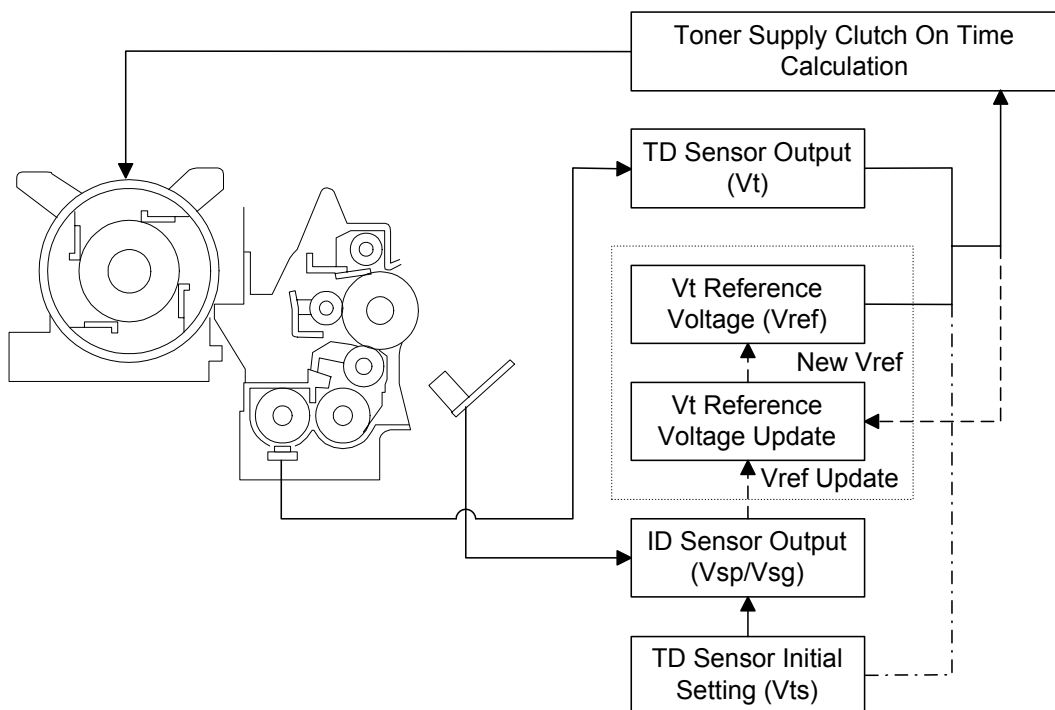 Toner Supply Clutch On Time
Calculation
TD Sensor Output
(Vt)
Vt Reference
Voltage (Vref)
New Vref
Vt Reference
Voltage Update
Vref Update
ID Sensor Output
(Vsp/Vsg)
TD Sensor Initial
Setting (Vts)